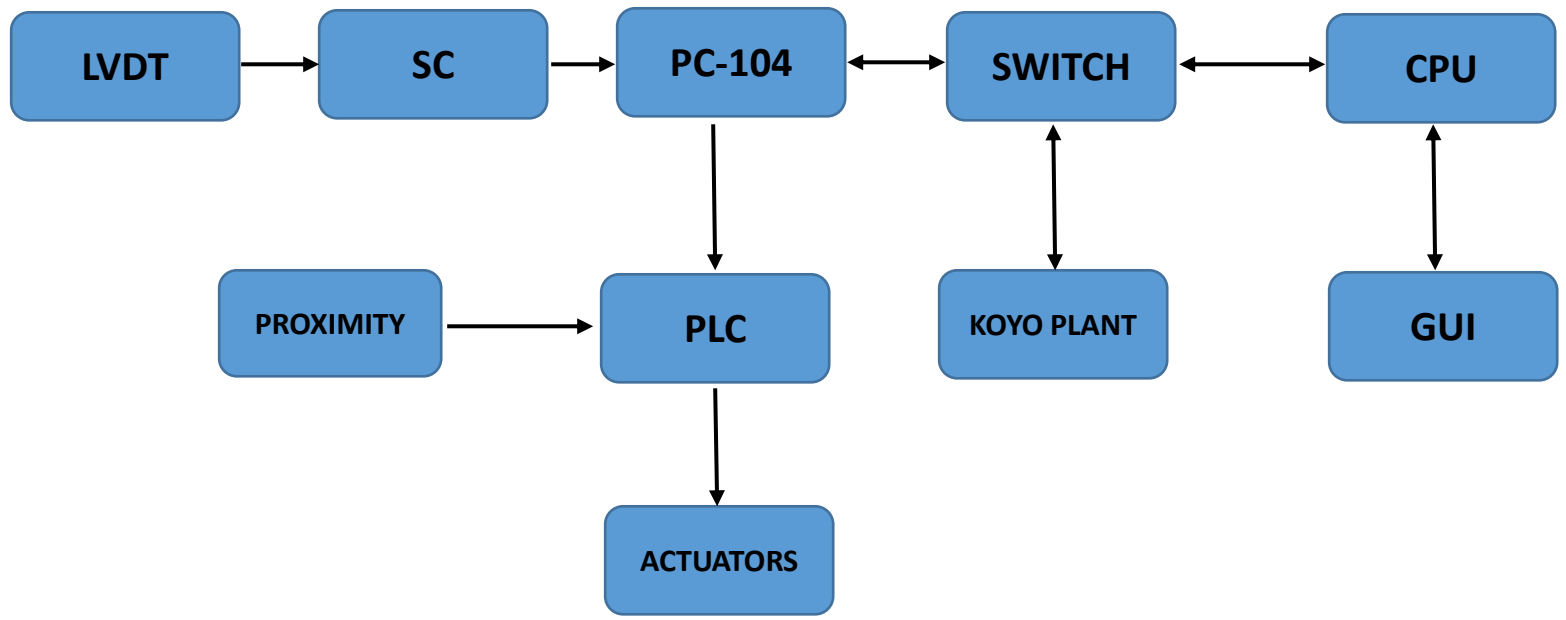 LVDT
SC
PC-104
SWITCH
CPU
PROXIMITY
PLC
KOYO PLANT
GUI
ACTUATORS